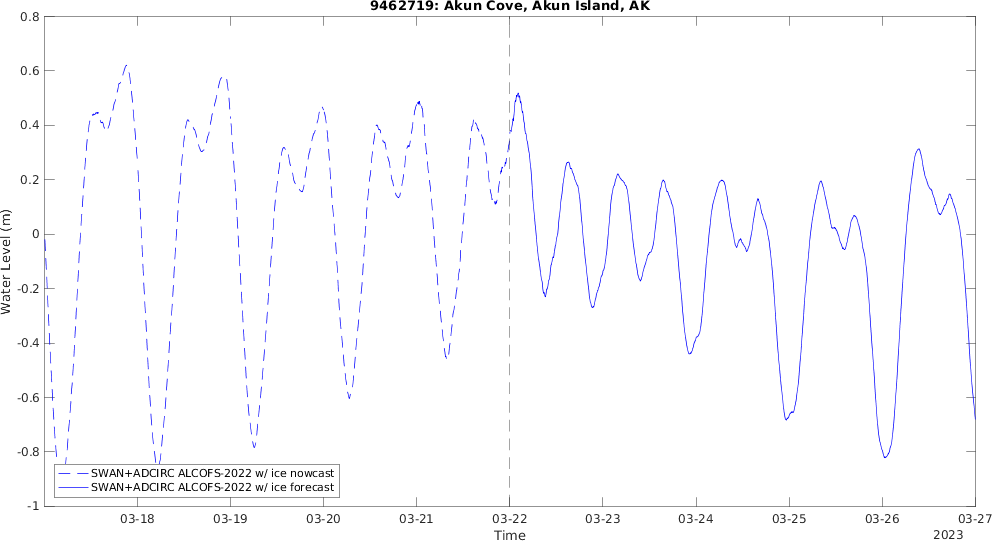 9462719: Akun Cove, Akun Island, AK
0.8
0.6
0.4
0.2
0
-0.2
-0.4
-0.6
-0.8
-1
Water Level (m)
SWAN+ADCIRC ALCOFS-2022 w/ ice nowcast
SWAN+ADCIRC ALCOFS-2022 w/ ice forecast
03-18 03-19 03-20 03-21 03-22 03-23 03-24 03-25 03-26 03-27
Time
2023